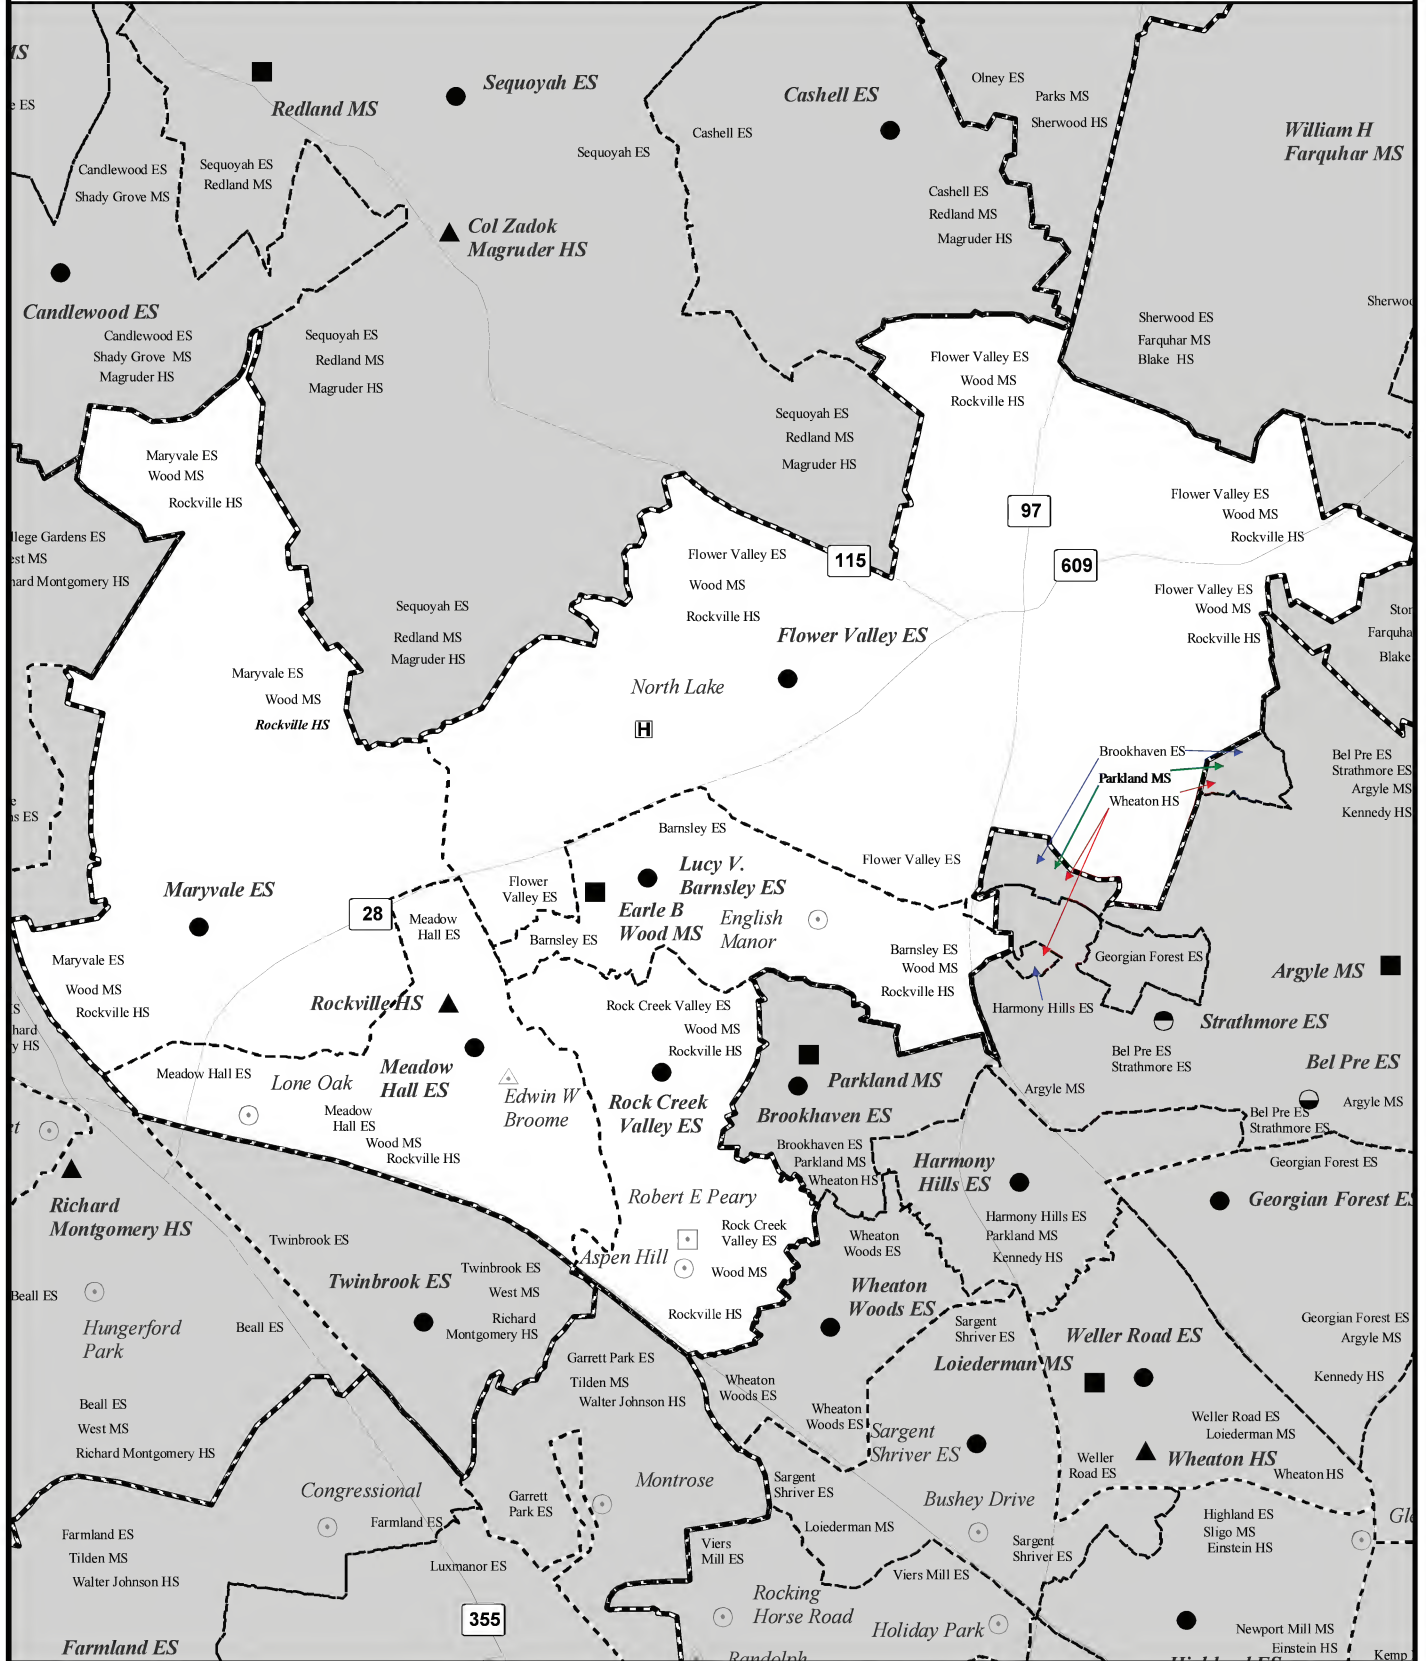 Sequoyah ES
Redland MS
Cashell ES
Olney ES
Parks MS
Sherwood HS
William H
Farquhar MS
Cashell ES
Sequoyah ES
Candlewood ES
Shady Grove MS
Sequoyah ES
Redland MS
Cashell ES
Redland MS
Magruder HS
Col Zadok
Magruder HS
Candlewood ES
Candlewood ES
Shady Grove MS
Magruder HS
Sequoyah ES
Redland MS
Magruder HS
Sherwood ES
Farquhar MS
Blake HS
Flower Valley ES
Wood MS
Rockville HS
Sequoyah ES
Redland MS
Magruder HS
Maryvale ES
Wood MS
Rockville HS
97
Flower Valley ES
Wood MS
Rockville HS
llege Gardens ES
est MS
hard Montgomery HS
Flower Valley ES
Wood MS
Rockville HS
115
609
Flower Valley ES
Wood MS
Rockville HS
Sequoyah ES
Redland MS
Magruder HS
Flower Valley ES
Farquha
Blake
Maryvale ES
Wood MS
Rockville HS
North Lake
H
Brookhaven ES
Parkland MS
Wheaton HS
Bel Pre ES
Strathmore ES
Argyle MS
Kennedy HS
Barnsley ES
Flower Valley ES
Maryvale ES
Flower
Valley ES
Lucy V.
Barnsley ES
28
Meadow
Hall ES
Earle B
Wood MS
English
Manor
Barnsley ES
Barnsley ES
Wood MS
Rockville HS
Georgian Forest ES
Argyle MS
Maryvale ES
Wood MS
Rockville HS
Rockville HS
Rock Creek Valley ES
Wood MS
Rockville HS
Harmony Hills ES
Strathmore ES
Bel Pre ES
Strathmore ES
Bel Pre ES
Meadow Hall ES
Lone Oak
Meadow
Hall ES
Edwin W
Broome
Rock Creek
Valley ES
Parkland MS
Brookhaven ES
Argyle MS
Argyle MS
Bel Pre ES
Strathmore ES
Meadow
Hall ES
Wood MS
Rockville HS
Brookhaven ES
Parkland MS
Wheaton HS
Harmony
Hills ES
Georgian Forest ES
Georgian Forest ES
Richard
Montgomery HS
Robert E Peary
Rock Creek
Valley ES
Wood MS
Rockville HS
Harmony Hills ES
Parkland MS
Kennedy HS
Wheaton
Woods ES
Twinbrook ES
Aspen Hill
Twinbrook ES
Twinbrook ES
West MS
Richard
Montgomery HS
Wheaton
Woods ES
Beall ES
Hungerford
Park
Beall ES
Sargent
Shriver ES
Weller Road ES
Georgian Forest ES
Argyle MS
Kennedy HS
Loiederman MS
Garrett Park ES
Tilden MS
Walter Johnson HS
Wheaton
Woods ES
Wheaton
Woods ES
Beall ES
West MS
Richard Montgomery HS
Sargent
Shriver ES
Weller Road ES
Loiederman MS
Wheaton HS
Weller
Road ES
Wheaton HS
Congressional
Montrose
Sargent
Shriver ES
Bushey Drive
Garrett
Park ES
Farmland ES
Loiederman MS
Highland ES
Sligo MS
Einstein HS
Farmland ES
Tilden MS
Walter Johnson HS
Viers
Mill ES
Sargent
Shriver ES
Luxmanor ES
Viers Mill ES
355
Rocking
Horse Road
Holiday Park
Newport Mill MS
Einstein HS
Farmland ES
Randolph
Highland ES
Kemp